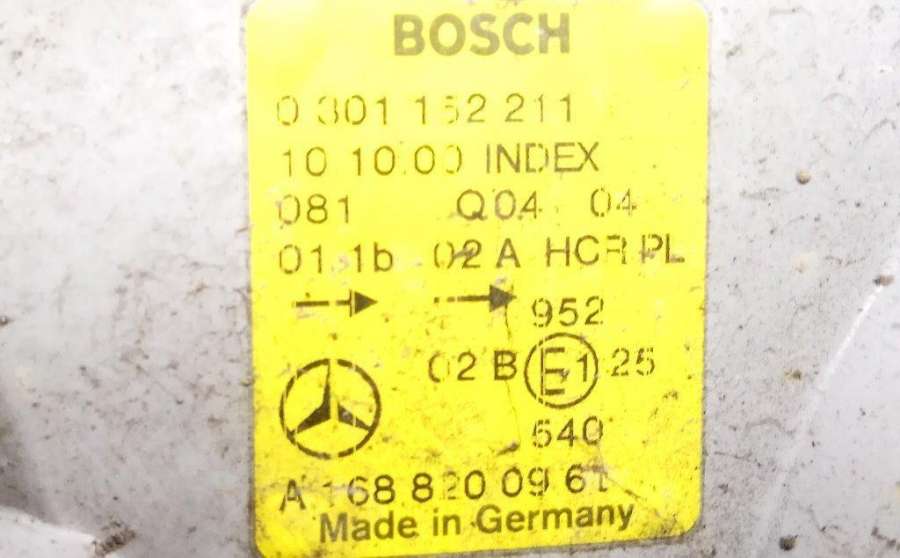 BOSCH
0 301 152 211
10 10.00 INDEX
081 Q04 04
01 1b 02 A HCR PL
952
02 B E1 25
540
A 168 820 09 61
Made in Germany